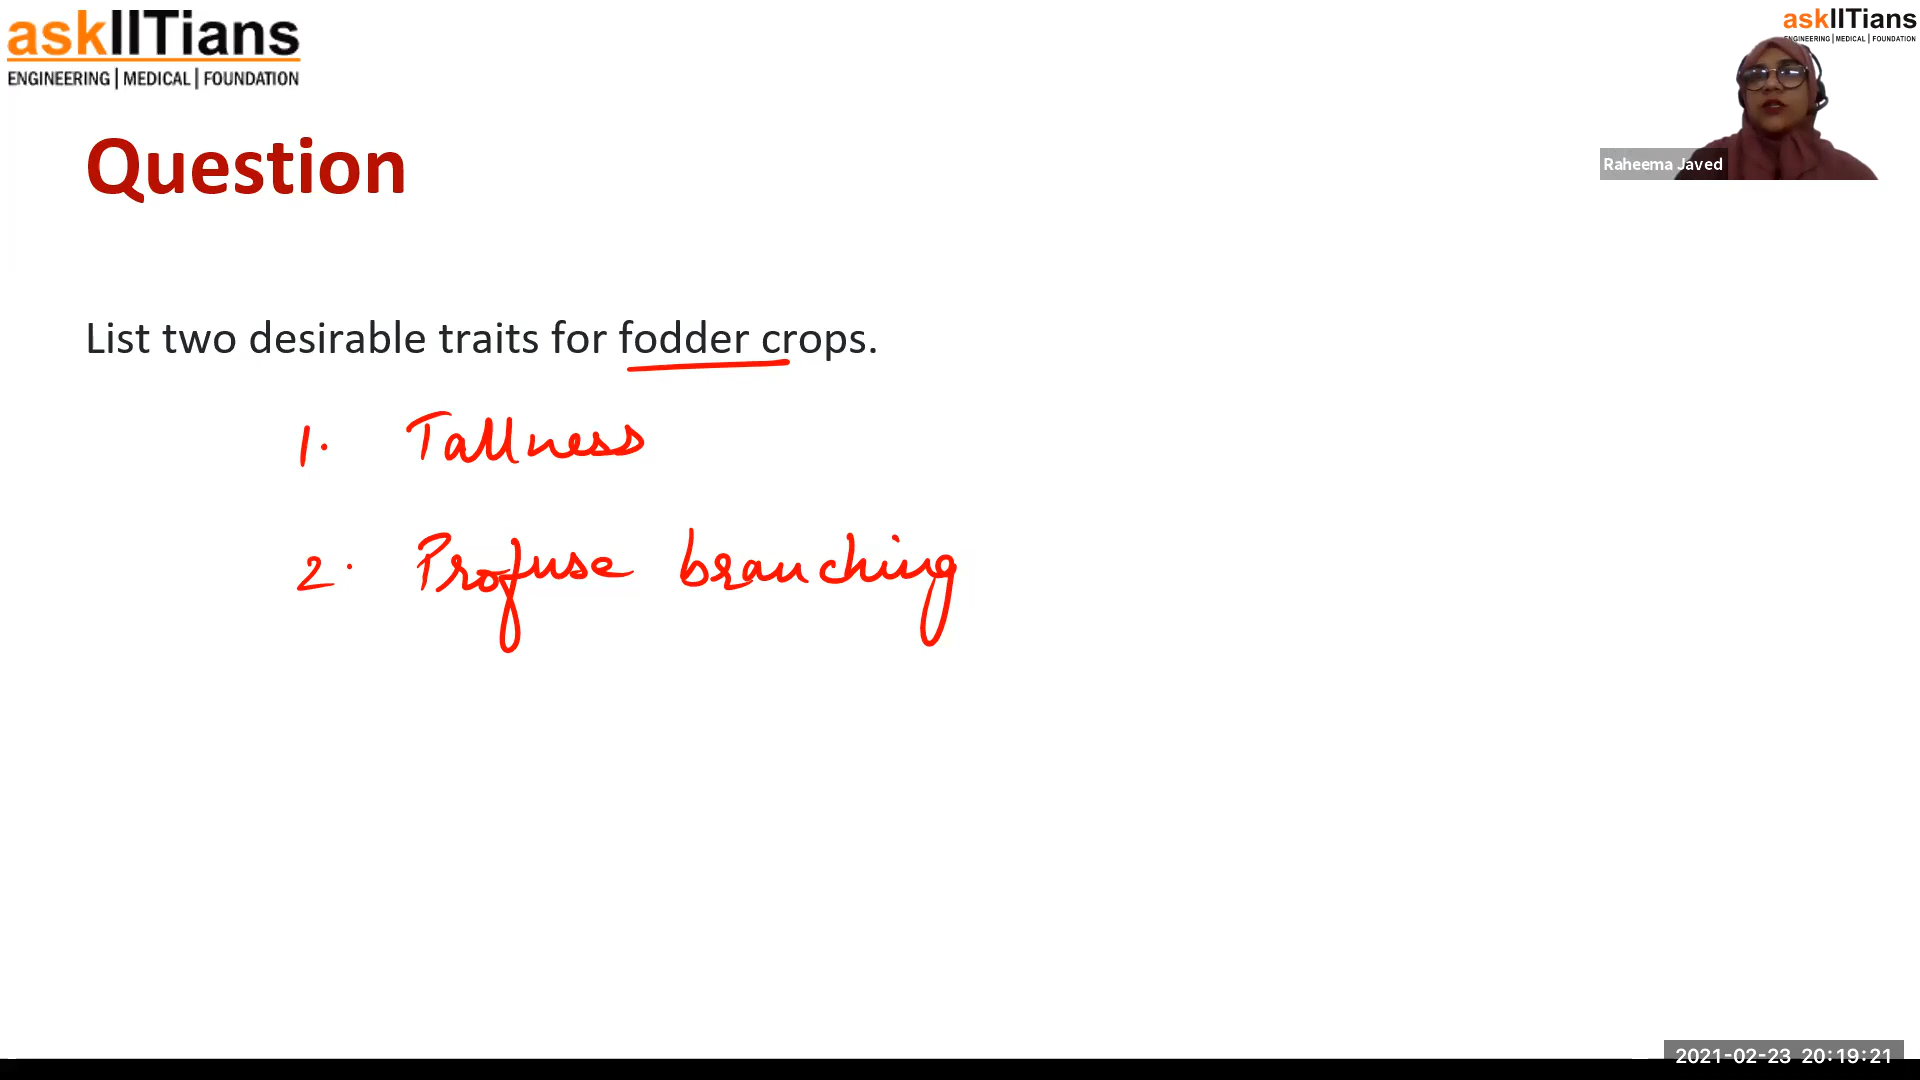 askIITians
ENGINEERING | MEDICAL | FOUNDATION
askIITians
ENGINEERING | MEDICAL | FOUNDATION
Raheema Javed
Question
List two desirable traits for fodder crops.
1. Tallness
2. Profuse branching
2021-02-23 20:19:21